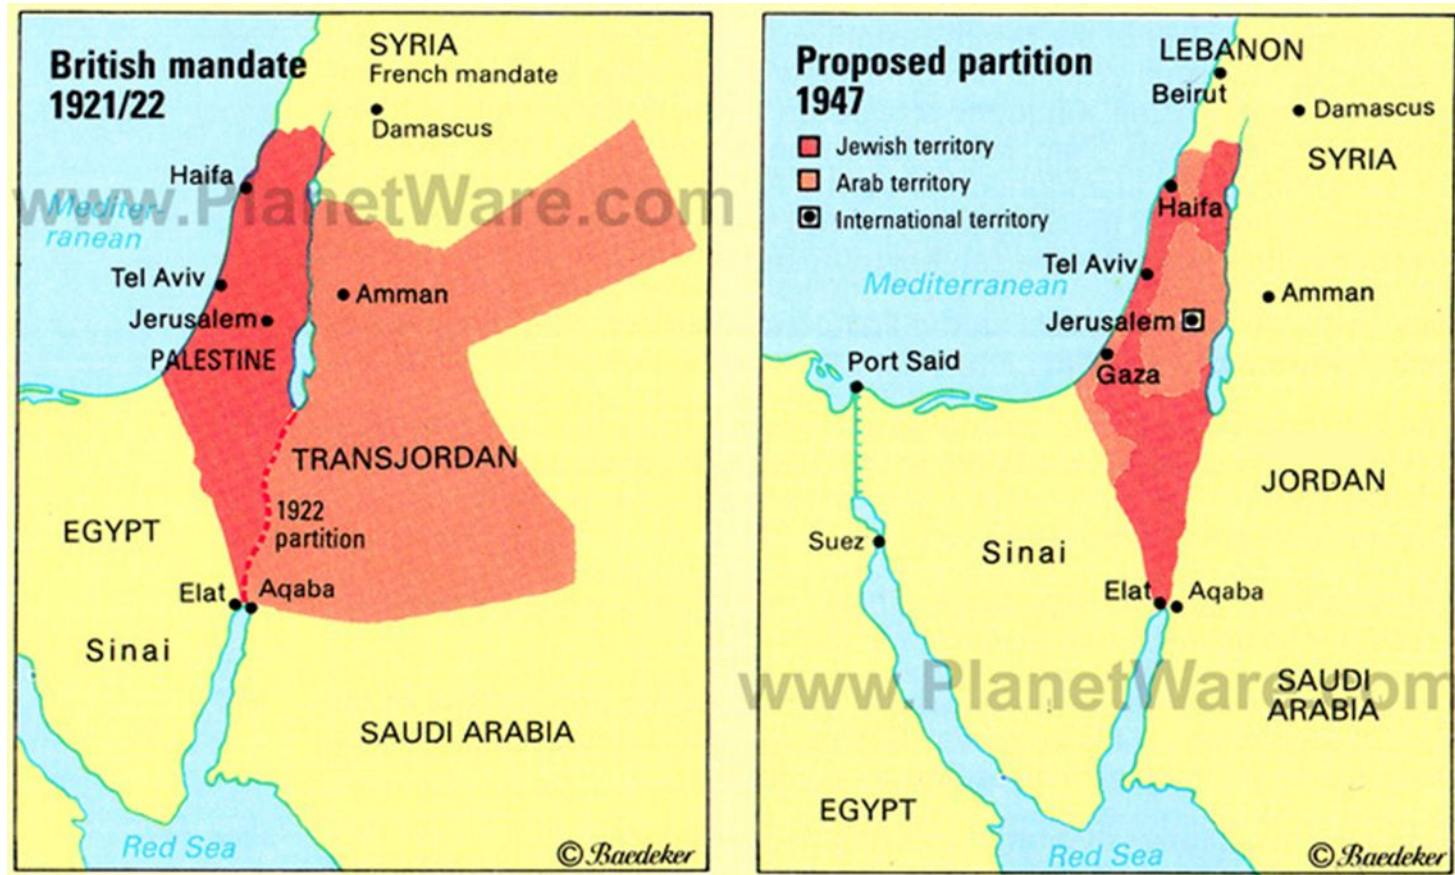 British mandate
1921/22
SYRIA
French mandate
Damascus
Haifa
www.PlanetWare.com
Mediter-
ranean
Tel Aviv
Amman
Jerusalem
PALESTINE
TRANSJORDAN
1922
partition
EGYPT
Elat
Aqaba
Sinai
SAUDI ARABIA
Red Sea
© Baedeker
Proposed partition
1947
Jewish territory
Arab territory
International territory
LEBANON
Beirut
Damascus
SYRIA
Haifa
Tel Aviv
Mediterranean
Amman
Jerusalem
Port Said
Gaza
JORDAN
Suez
Sinai
Elat
Aqaba
www.PlanetWare.com
SAUDI
ARABIA
EGYPT
Red Sea
© Baedeker